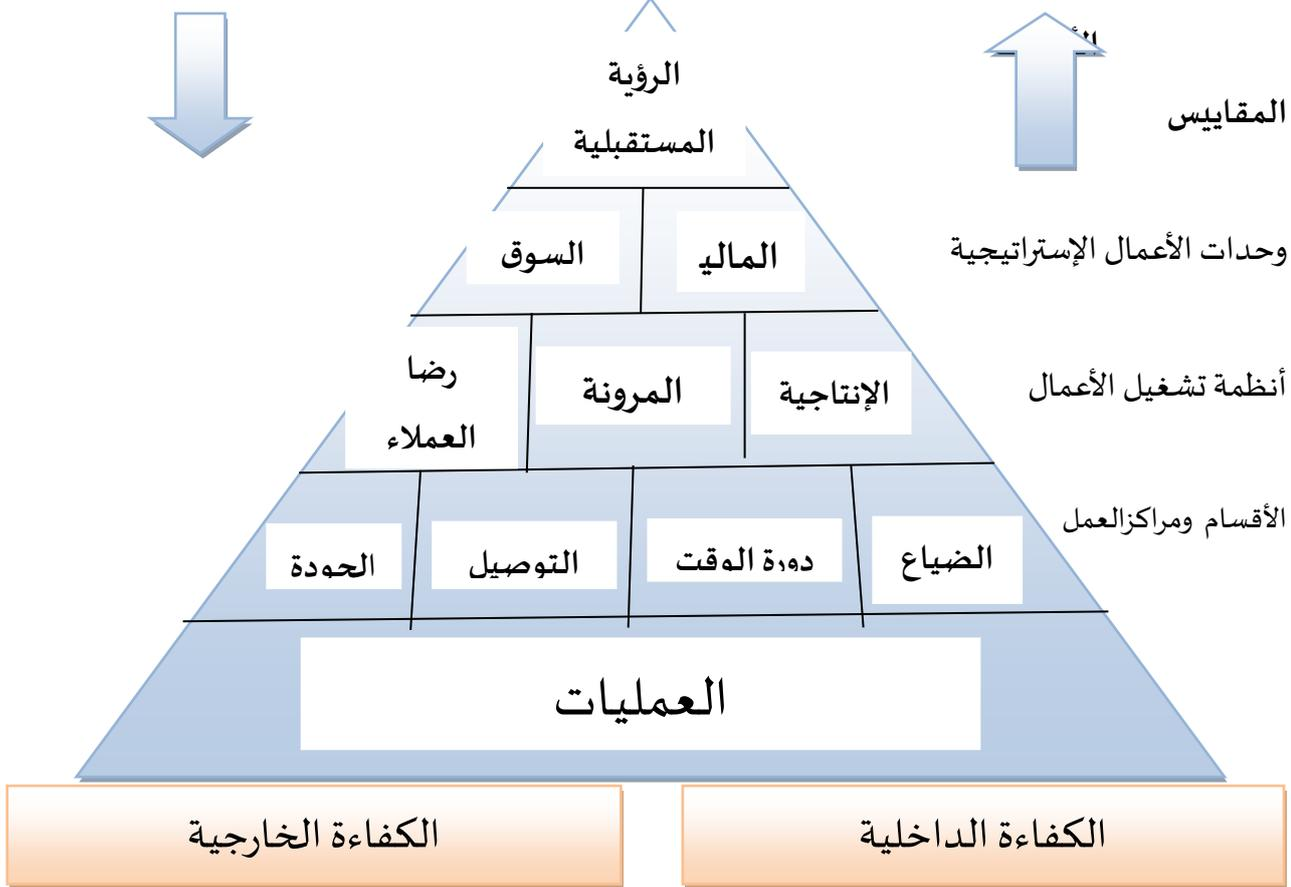 الرؤية
المستقبلية
المقاييس
المالي
السوق
وحدات الأعمال الإستراتيجية
الإنتاجية
المرونة
رضا
العملاء
أنظمة تشغيل الأعمال
الضياع
دورة الوقت
التوصيل
الجودة
الأقسام ومراكزالعمل
العمليات
الكفاءة الداخلية
الكفاءة الخارجية